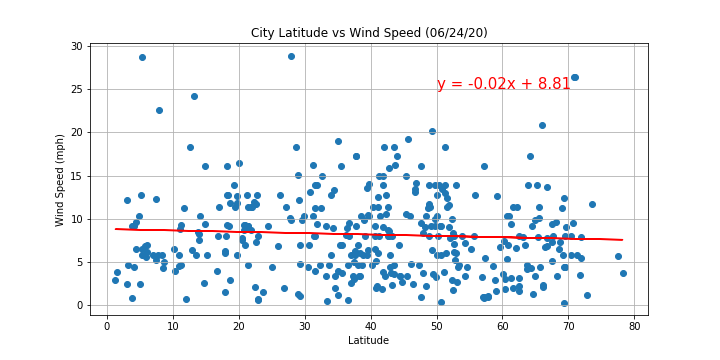 City Latitude vs Wind Speed (06/24/20)
30
25
20
15
10
5
0
Wind Speed (mph)
y = -0.02x + 8.81
0 10 20 30 40 50 60 70 80
Latitude